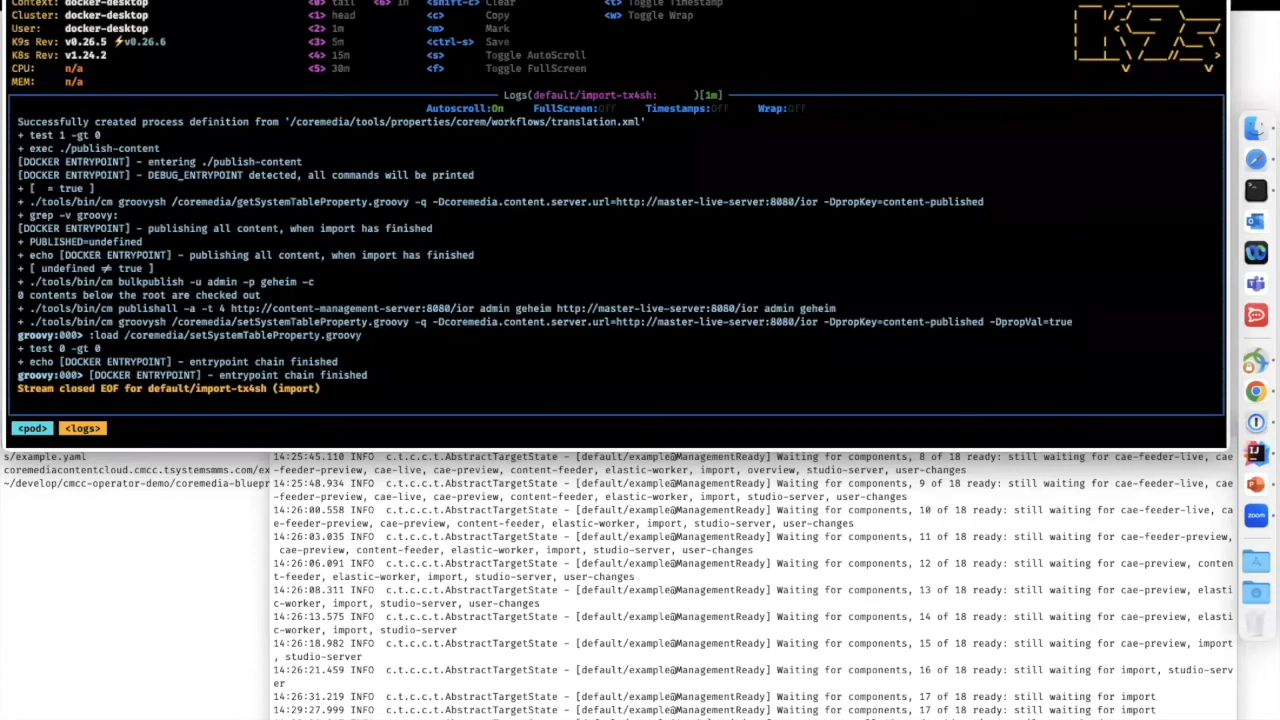 Context: docker-desktop <0> tail <6> 1h <shift-c> Clear <t> Toggle Timestamp
Cluster: docker-desktop <1> head <c> Copy <w> Toggle Wrap
User: docker-desktop <2> 1m <m> Mark
K9s Rev: v0.26.5 ⚡v0.26.6 <3> 5m <ctrl-s> Save
K8s Rev: v1.24.2 <4> 15m <s> Toggle AutoScroll
CPU: n/a <5> 30m <f> Toggle FullScreen
MEM: n/a
K9s
Logs(default/import-tx4sh: )[1m]
Autoscroll:On FullScreen:Off Timestamps:Off Wrap:Off
Successfully created process definition from '/coremedia/tools/properties/corem/workflows/translation.xml'
+ test 1 -gt 0
+ exec ./publish-content
[DOCKER ENTRYPOINT] - entering ./publish-content
[DOCKER ENTRYPOINT] - DEBUG_ENTRYPOINT detected, all commands will be printed
+ [ = true ]
+ ./tools/bin/cm groovysh /coremedia/getSystemTableProperty.groovy -q -Dcoremedia.content.server.url=http://master-live-server:8080/ior -DpropKey=content-published
+ grep -v groovy:
[DOCKER ENTRYPOINT] - publishing all content, when import has finished
+ PUBLISHED=undefined
+ echo [DOCKER ENTRYPOINT] - publishing all content, when import has finished
+ [ undefined != true ]
+ ./tools/bin/cm bulkpublish -u admin -p geheim -c
0 contents below the root are checked out
+ ./tools/bin/cm publishall -a -t 4 http://content-management-server:8080/ior admin geheim http://master-live-server:8080/ior admin geheim
+ ./tools/bin/cm groovysh /coremedia/setSystemTableProperty.groovy -q -Dcoremedia.content.server.url=http://master-live-server:8080/ior -DpropKey=content-published -DpropVal=true
groovy:000> :load /coremedia/setSystemTableProperty.groovy
+ test 0 -gt 0
+ echo [DOCKER ENTRYPOINT] - entrypoint chain finished
groovy:000> [DOCKER ENTRYPOINT] - entrypoint chain finished
Stream closed EOF for default/import-tx4sh (import)
<pod> <logs>
s/example.yaml
coremediacontentcloud.cmcc.tsystemsmms.com/ex
~/develop/cmcc-operator-demo/coremedia-bluepr
14:25:45.110 INFO c.t.c.c.t.AbstractTargetState - [default/example@ManagementReady] Waiting for components, 8 of 18 ready: still waiting for cae-feeder-live, cae
-feeder-preview, cae-live, cae-preview, content-feeder, elastic-worker, import, overview, studio-server, user-changes
14:25:48.934 INFO c.t.c.c.t.AbstractTargetState - [default/example@ManagementReady] Waiting for components, 9 of 18 ready: still waiting for cae-feeder-live, cae
-feeder-preview, cae-live, cae-preview, content-feeder, elastic-worker, import, studio-server, user-changes
14:26:00.558 INFO c.t.c.c.t.AbstractTargetState - [default/example@ManagementReady] Waiting for components, 10 of 18 ready: still waiting for cae-feeder-live, ca
e-feeder-preview, cae-preview, content-feeder, elastic-worker, import, studio-server, user-changes
14:26:03.035 INFO c.t.c.c.t.AbstractTargetState - [default/example@ManagementReady] Waiting for components, 11 of 18 ready: still waiting for cae-feeder-preview,
cae-preview, content-feeder, elastic-worker, import, studio-server, user-changes
14:26:06.091 INFO c.t.c.c.t.AbstractTargetState - [default/example@ManagementReady] Waiting for components, 12 of 18 ready: still waiting for cae-preview, conten
t-feeder, elastic-worker, import, studio-server, user-changes
14:26:08.311 INFO c.t.c.c.t.AbstractTargetState - [default/example@ManagementReady] Waiting for components, 13 of 18 ready: still waiting for cae-preview, elasti
c-worker, import, studio-server, user-changes
14:26:13.575 INFO c.t.c.c.t.AbstractTargetState - [default/example@ManagementReady] Waiting for components, 14 of 18 ready: still waiting for cae-preview, elasti
c-worker, import, studio-server
14:26:18.982 INFO c.t.c.c.t.AbstractTargetState - [default/example@ManagementReady] Waiting for components, 15 of 18 ready: still waiting for cae-preview, import
, studio-server
14:26:21.459 INFO c.t.c.c.t.AbstractTargetState - [default/example@ManagementReady] Waiting for components, 16 of 18 ready: still waiting for import, studio-serv
er
14:26:31.219 INFO c.t.c.c.t.AbstractTargetState - [default/example@ManagementReady] Waiting for components, 17 of 18 ready: still waiting for import
14:29:27.999 INFO c.t.c.c.t.AbstractTargetState - [default/example@ManagementReady] Waiting for components, 17 of 18 ready: still waiting for import
zoom